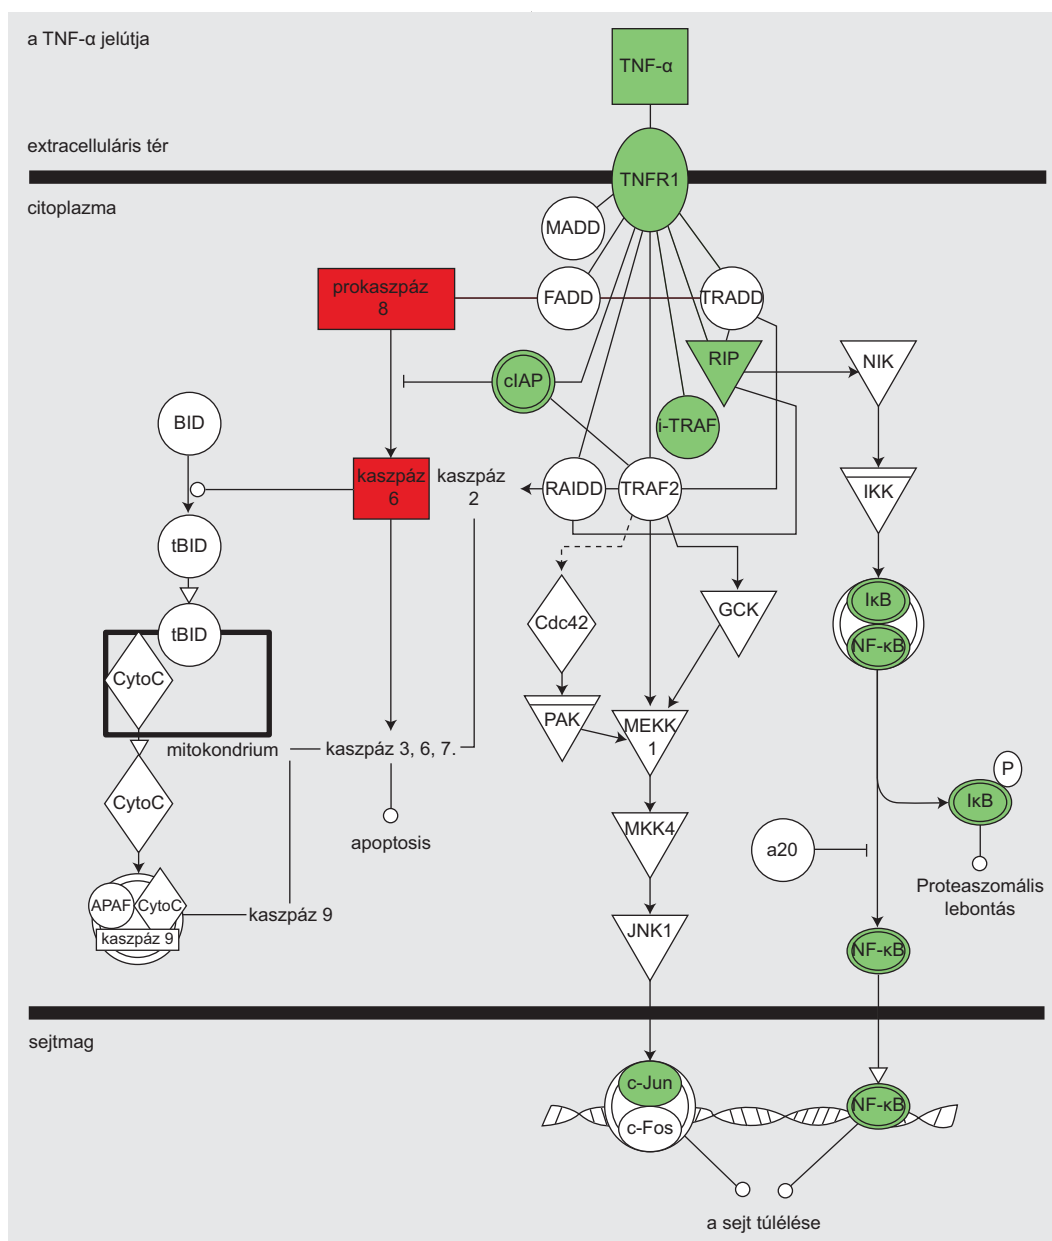 a TNF-α jelútja
TNF-α
extracelluláris tér
TNFR1
citoplazma
MADD
prokaszpáz
8
FADD
TRADD
RIP
NIK
cIAP
BID
i-TRAF
kaszpáz
6
kaszpáz
2
RAIDD
TRAF2
IKK
tBID
IκB
GCK
Cdc42
tBID
NF-κB
CytoC
PAK
MEKK
1
mitokondrium
kaszpáz 3, 6, 7.
P
IκB
CytoC
MKK4
apoptosis
a20
Proteaszomális
lebontás
APAF
CytoC
kaszpáz 9
kaszpáz 9
JNK1
NF-κB
sejtmag
c-Jun
NF-κB
c-Fos
a sejt túlélése